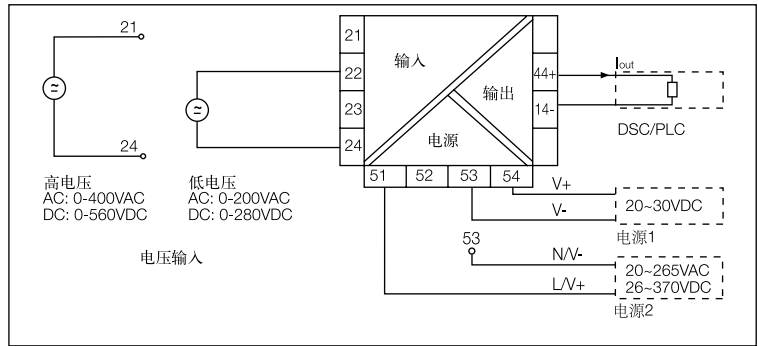 21
24
高电压
AC: 0-400VAC
DC: 0-560VDC
低电压
AC: 0-200VAC
DC: 0-280VDC
电压输入
21
22
23
24
输入
输出
电源
44+
14-
Iout
DSC/PLC
51 52 53 54
V+
V-
20~30VDC
电源1
53
N/V-
L/V+
20~265VAC
26~370VDC
电源2